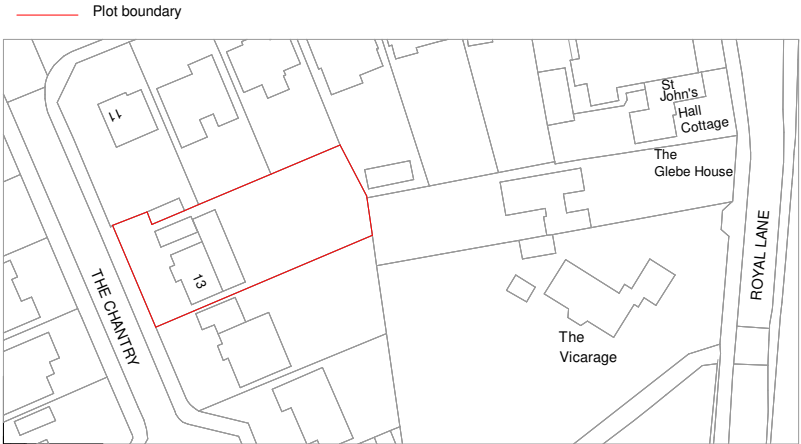 Plot boundary
11
St
John's
Hall
Cottage
The
Glebe House
ROYAL LANE
13
THE CHANTRY
The
Vicarage